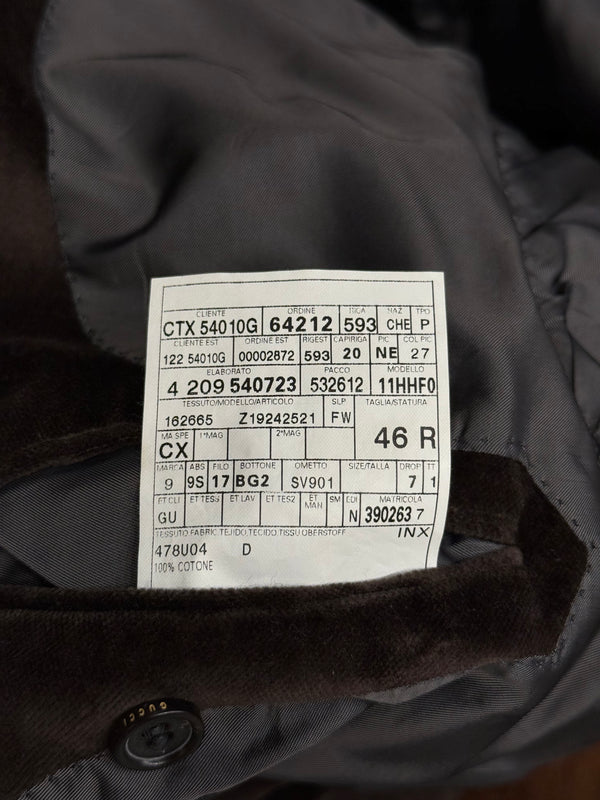 CLIENTE ORDINE RIGA NAZ TPO
CTX 54010G 64212 593 CHE P
CLIENTE EST ORDINE EST RIGEST CAPIRIGA PIC COL PIC
122 54010G 00002872 593 20 NE 27
ELABORATO PACCO MODELLO
4 209 540723 532612 11HHF0
TESSUTO/MODELLO/ARTICOLO SLP TAGLIA/STATURA
162665 Z19242521 FW
MA SPE 1°MAG 2°MAG
CX 46 R
MARCA ABS FILO BOTTONE OMETTO SIZE/TALLA DROP TT
9 9S 17 BG2 SV901 7 1
ET CLI ET TESS ET LAV ET TES2 ET MAN SM EDI MATRICOLA
GU N 390263 7
TESSUTO FABRIC TEJIDO TECIDO TISSU OBERSTOFF INX
478U04 D
100% COTONE
GUCCI